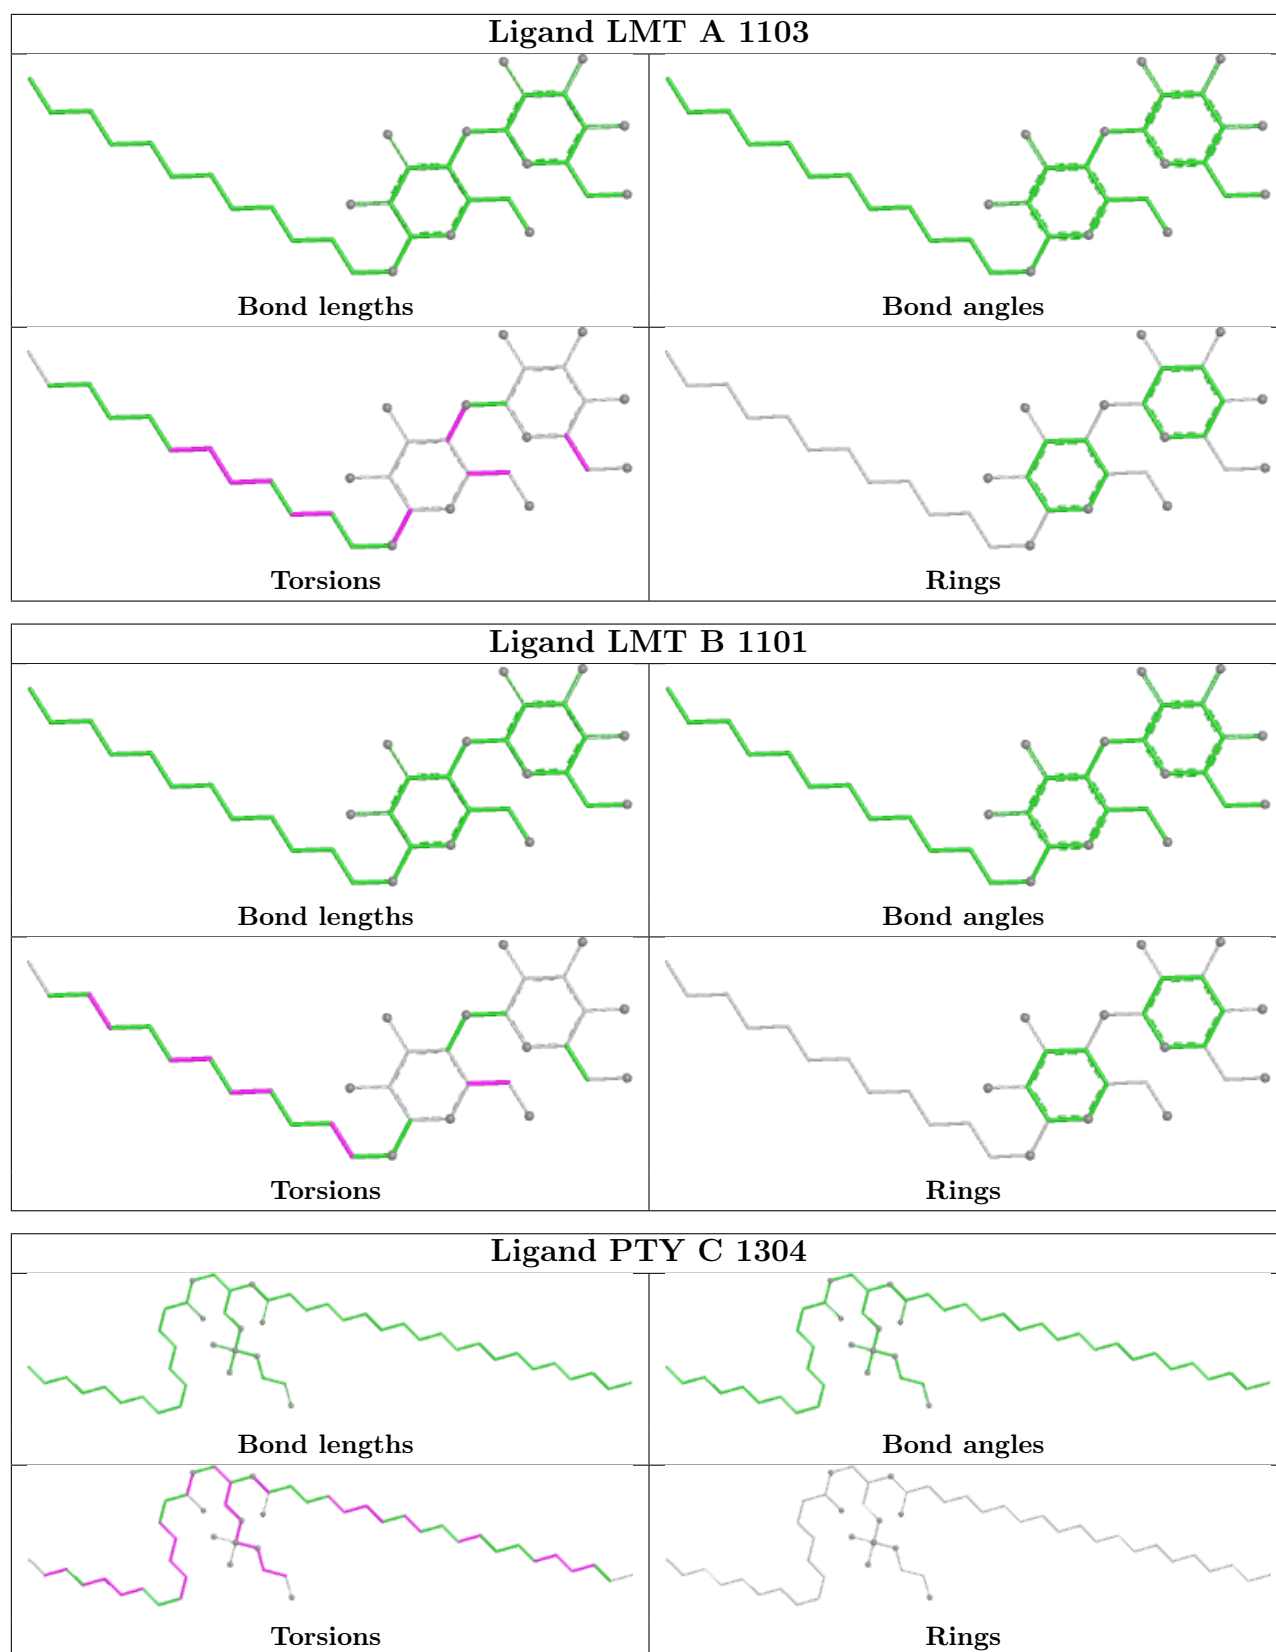 Ligand LMT A 1103
Bond lengths Bond angles
Torsions Rings
Ligand LMT B 1101
Bond lengths Bond angles
Torsions Rings
Ligand PTY C 1304
Bond lengths Bond angles
Torsions Rings